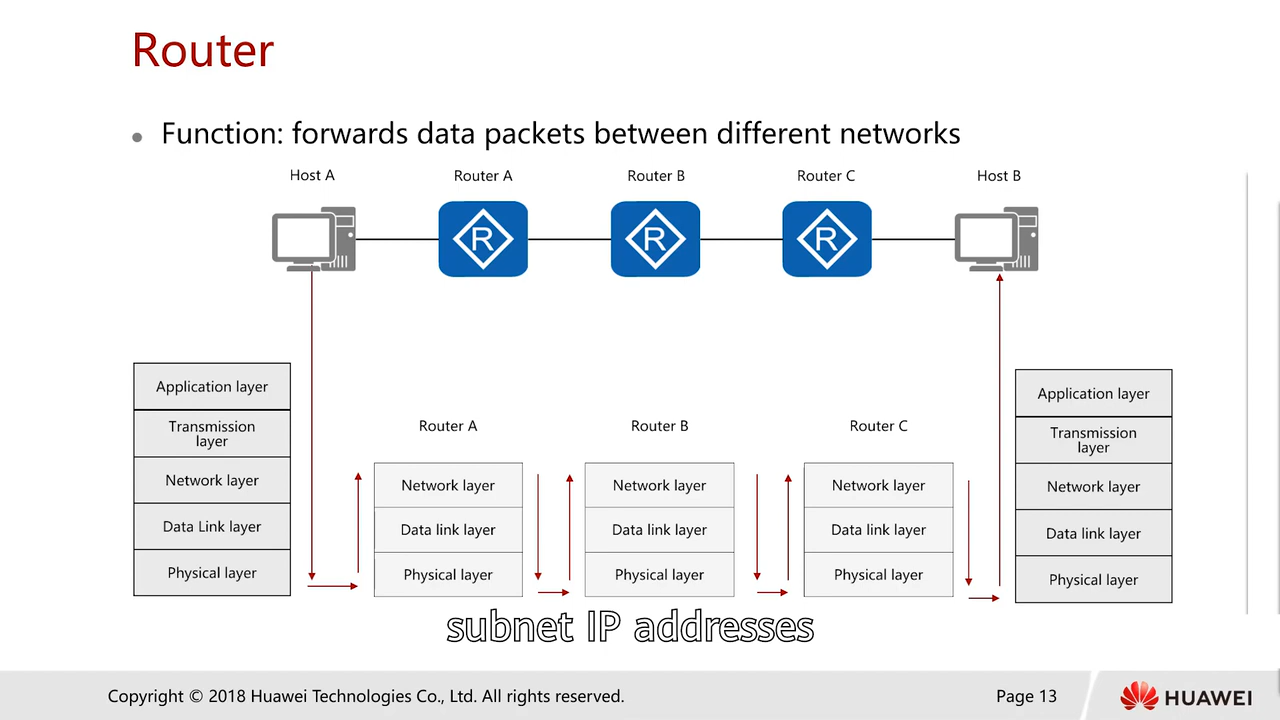 Router
• Function: forwards data packets between different networks
Host A
Router A
Router B
Router C
Host B
R
R
R
Application layer
Transmission
layer
Network layer
Data Link layer
Physical layer
Router A
Network layer
Data link layer
Physical layer
Router B
Network layer
Data link layer
Physical layer
Router C
Network layer
Data link layer
Physical layer
Application layer
Transmission
layer
Network layer
Data link layer
Physical layer
subnet IP addresses
Copyright © 2018 Huawei Technologies Co., Ltd. All rights reserved.
Page 13
HUAWEI